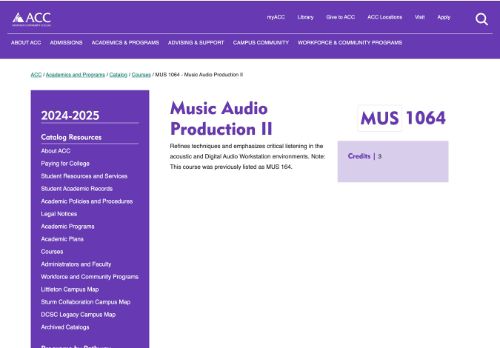 ACC
myACC Library Give to ACC ACC Locations Visit Apply
ABOUT ACC ADMISSIONS ACADEMICS & PROGRAMS ADVISING & SUPPORT CAMPUS COMMUNITY WORKFORCE & COMMUNITY PROGRAMS
ACC / Academics and Programs / Catalog / Courses / MUS 1064 - Music Audio Production II
2024-2025
Catalog Resources
About ACC
Paying for College
Student Resources and Services
Student Academic Records
Academic Policies and Procedures
Legal Notices
Academic Programs
Academic Plans
Courses
Administrators and Faculty
Workforce and Community Programs
Littleton Campus Map
Sturm Collaboration Campus Map
DCSC Legacy Campus Map
Archived Catalogs
Music Audio
Production II
Refines techniques and emphasizes critical listening in the
acoustic and Digital Audio Workstation environments. Note:
This course was previously listed as MUS 164.
MUS 1064
Credits | 3